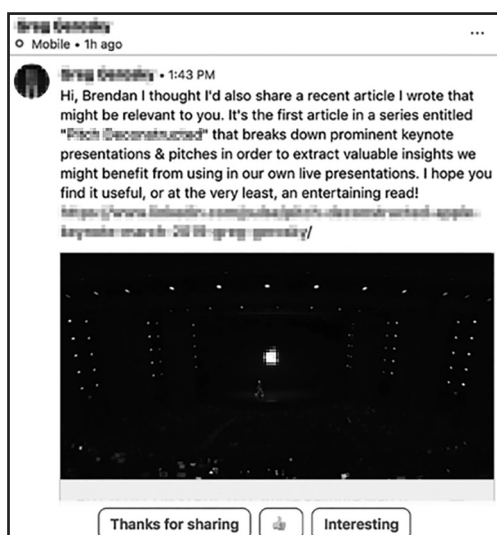 Mobile • 1h ago
• 1:43 PM
Hi, Brendan I thought I'd also share a recent article I wrote that
might be relevant to you. It's the first article in a series entitled
" " that breaks down prominent keynote
presentations & pitches in order to extract valuable insights we
might benefit from using in our own live presentations. I hope you
find it useful, or at the very least, an entertaining read!
/
Thanks for sharing
Interesting